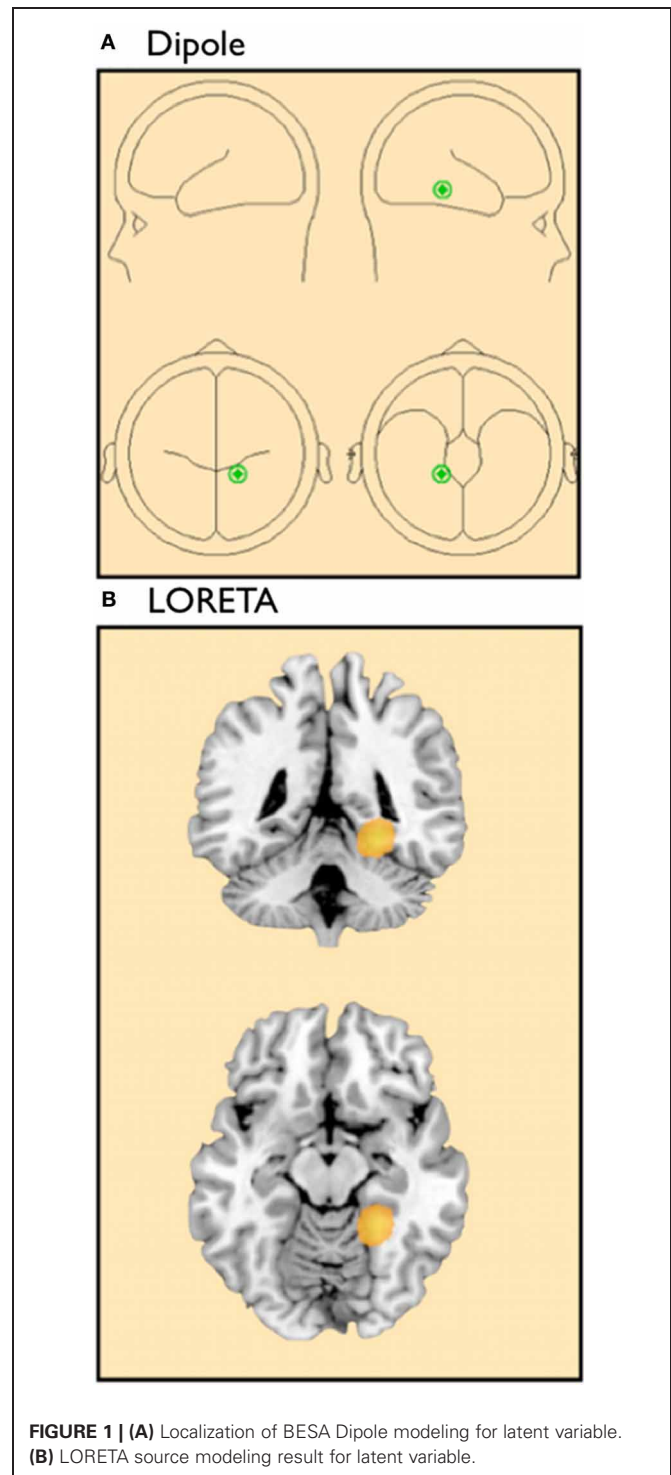 A Dipole
B LORETA
FIGURE 1 | (A) Localization of BESA Dipole modeling for latent variable.
(B) LORETA source modeling result for latent variable.